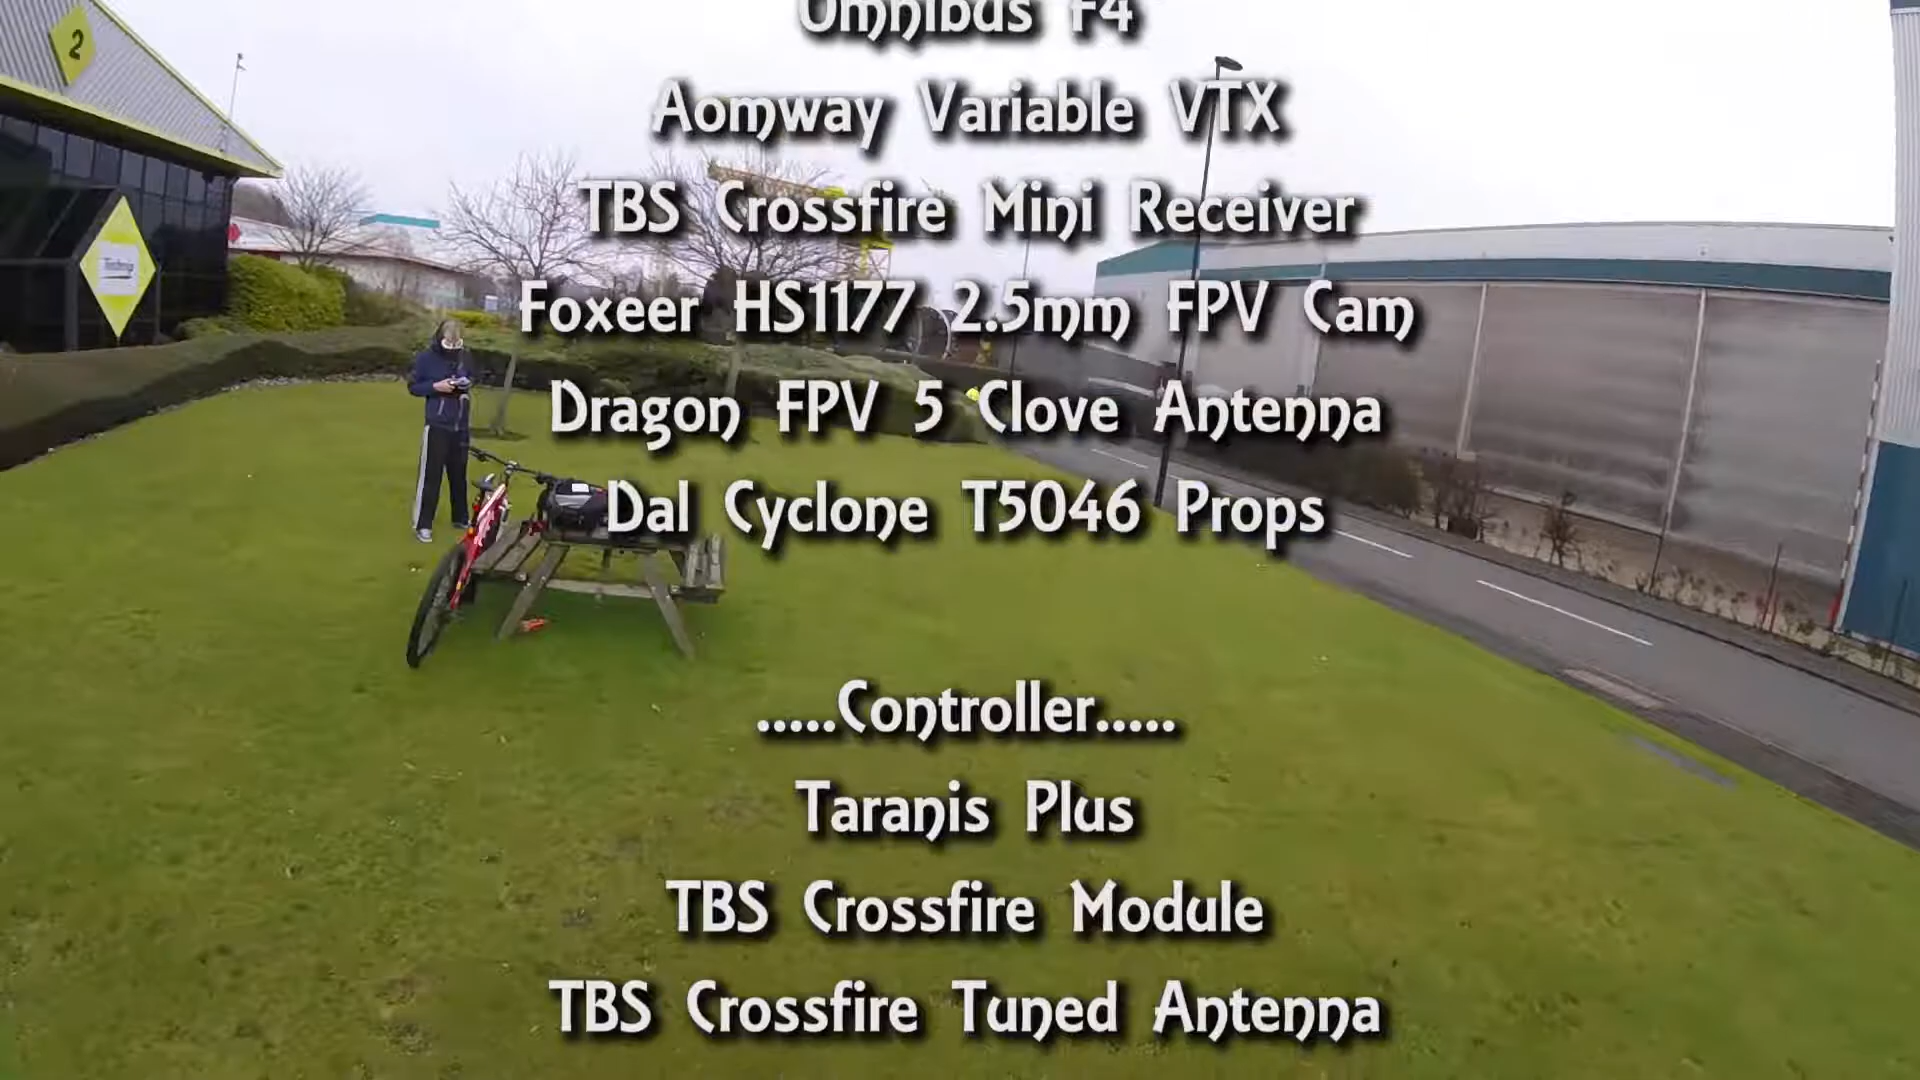 2
Omnibus F4
Aomway Variable VTX
TBS Crossfire Mini Receiver
Foxeer HS1177 2.5mm FPV Cam
Dragon FPV 5 Clove Antenna
Dal Cyclone T5046 Props
.....Controller.....
Taranis Plus
TBS Crossfire Module
TBS Crossfire Tuned Antenna